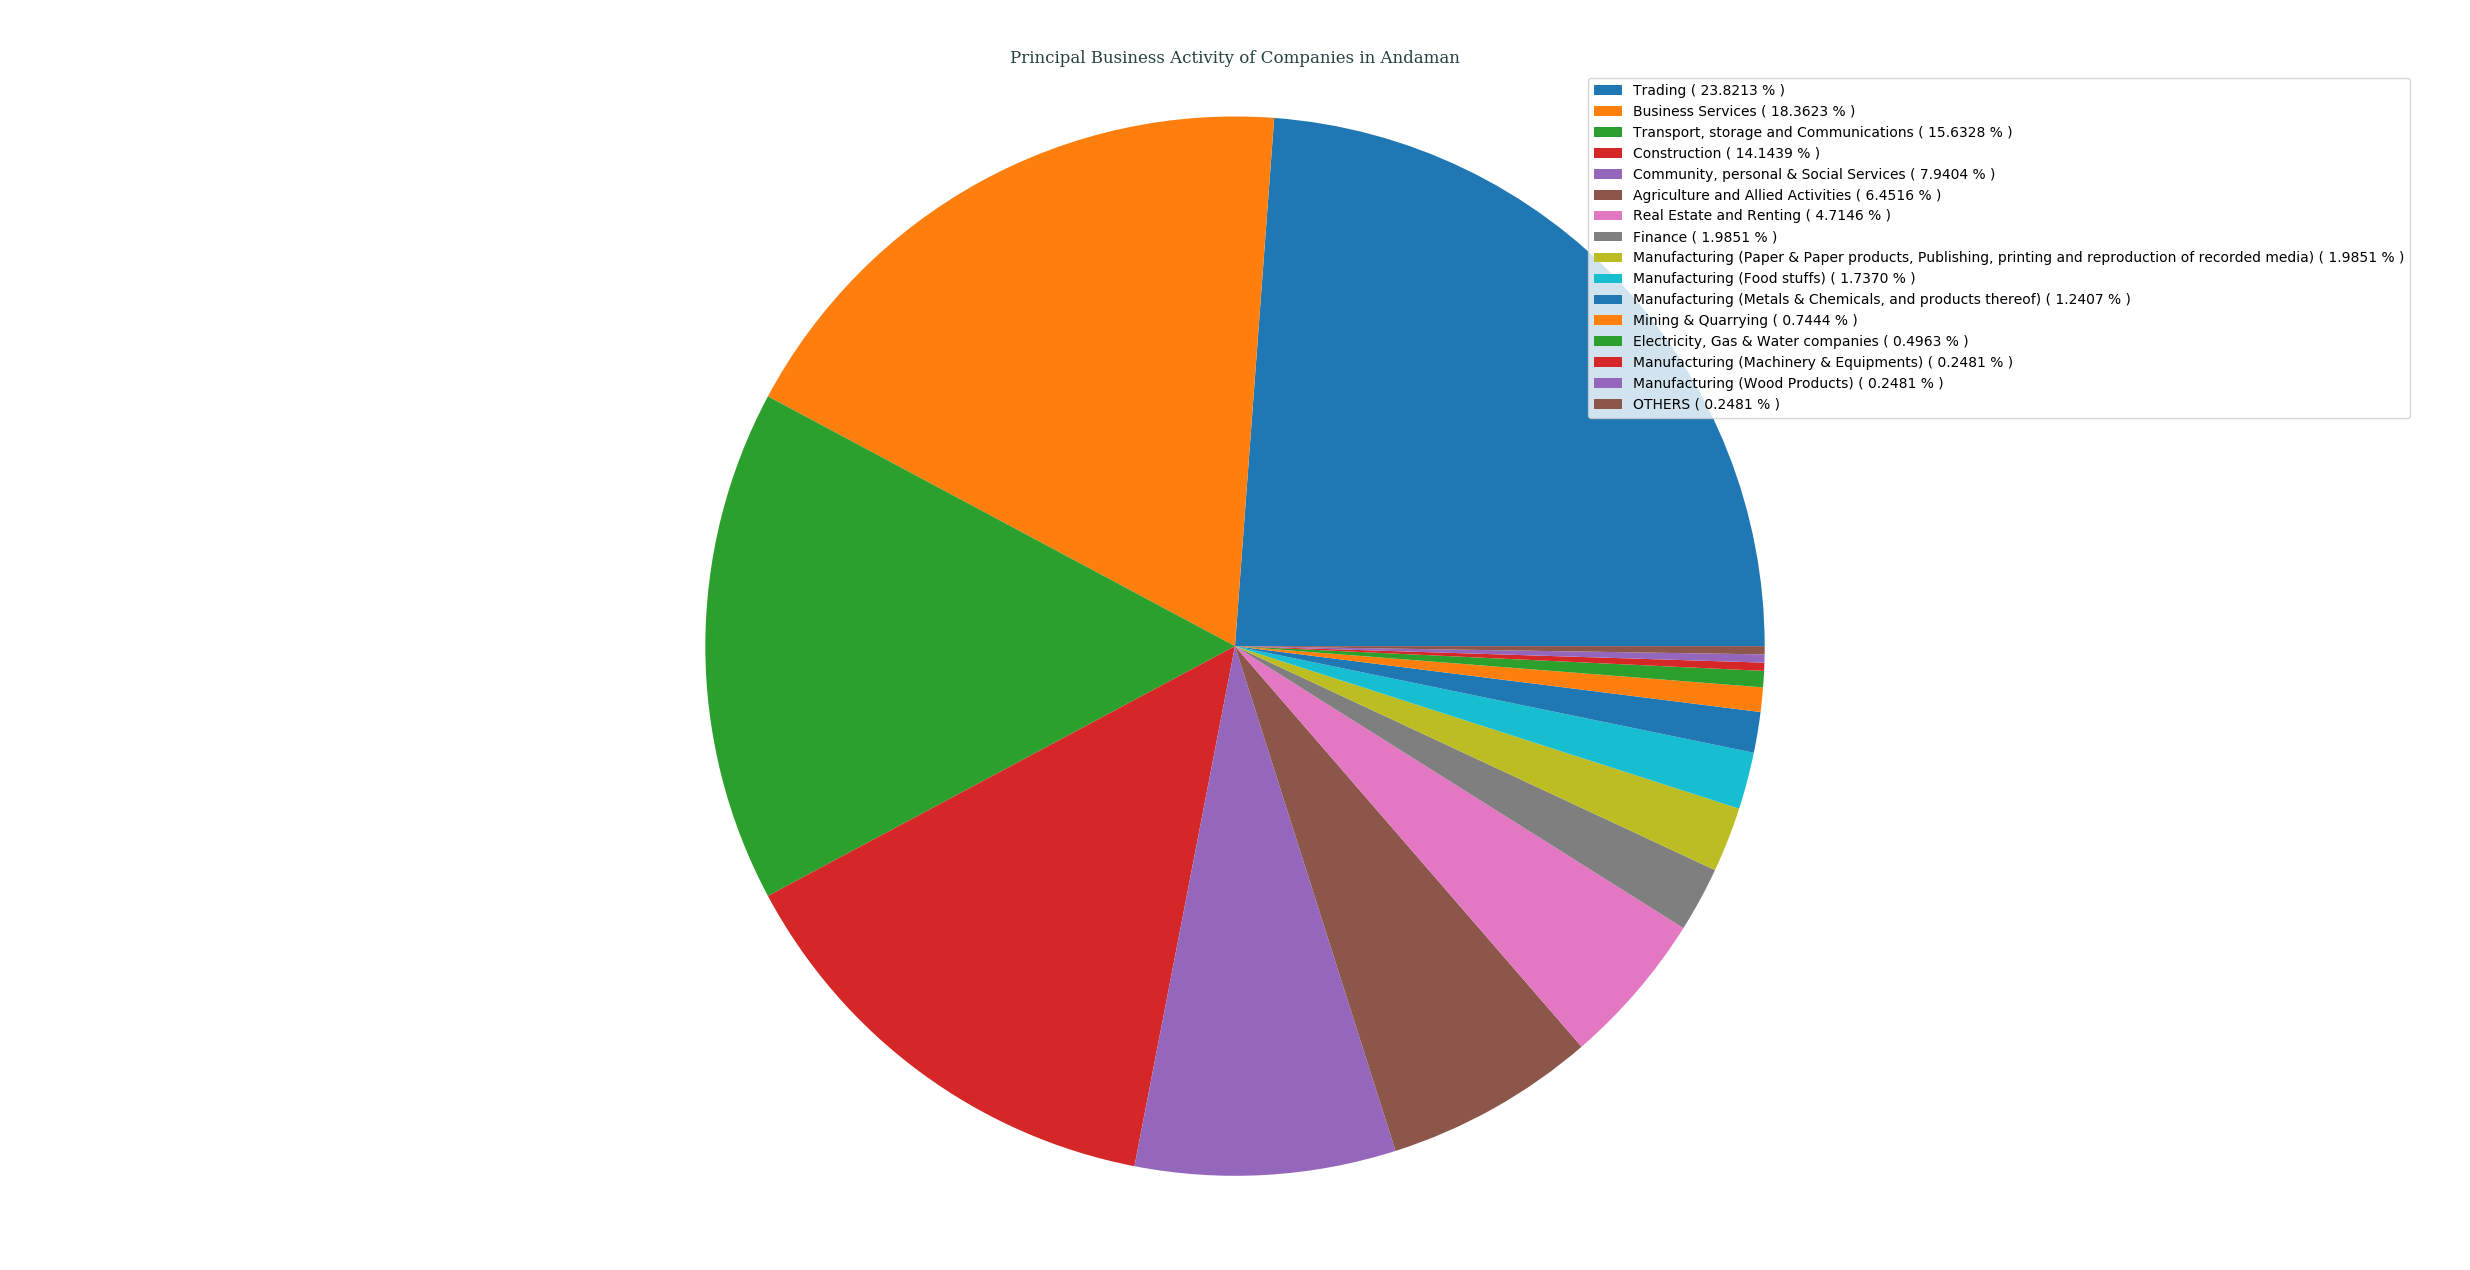 Principal Business Activity of Companies in Andaman
Trading ( 23.8213 % )
Business Services ( 18.3623 % )
Transport, storage and Communications ( 15.6328 % )
Construction ( 14.1439 % )
Community, personal & Social Services ( 7.9404 % )
Agriculture and Allied Activities ( 6.4516 % )
Real Estate and Renting ( 4.7146 % )
Finance ( 1.9851 % )
Manufacturing (Paper & Paper products, Publishing, printing and reproduction of recorded media) ( 1.9851 % )
Manufacturing (Food stuffs) ( 1.7370 % )
Manufacturing (Metals & Chemicals, and products thereof) ( 1.2407 % )
Mining & Quarrying ( 0.7444 % )
Electricity, Gas & Water companies ( 0.4963 % )
Manufacturing (Machinery & Equipments) ( 0.2481 % )
Manufacturing (Wood Products) ( 0.2481 % )
OTHERS ( 0.2481 % )